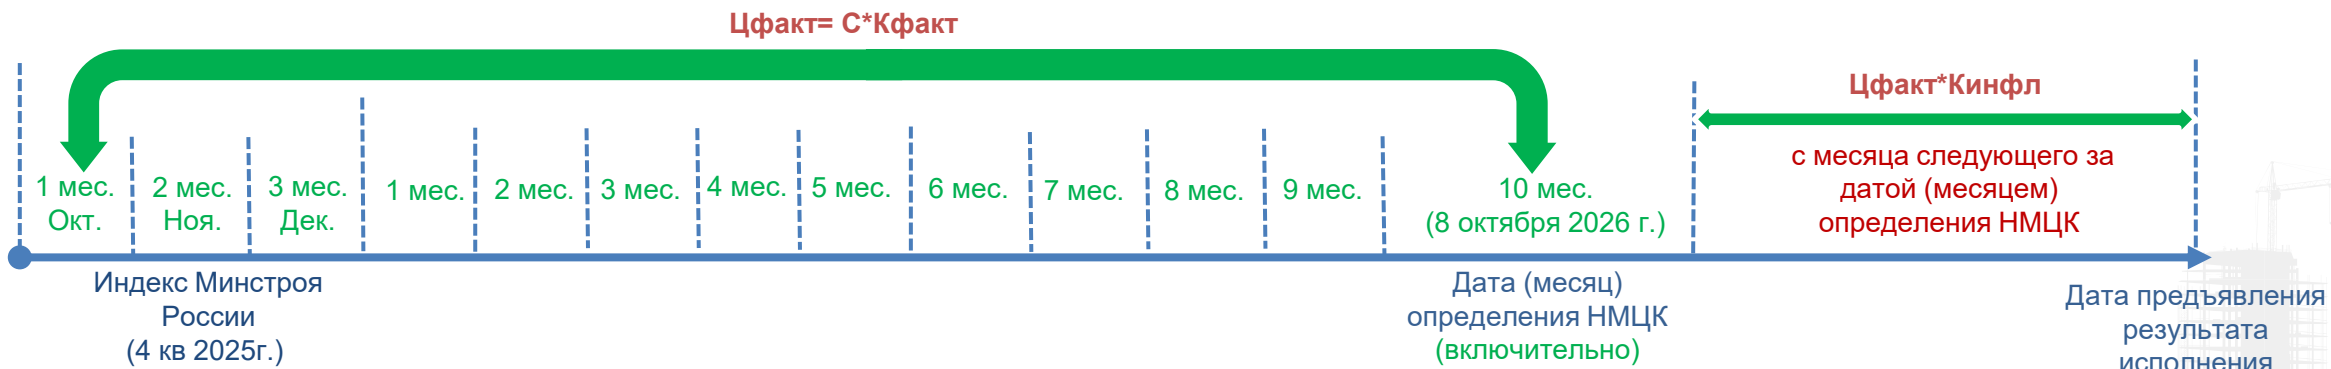 Цфакт= С*Кфакт
Цфакт*Кинфл
с месяца следующего за
датой (месяцем)
определения НМЦК
1 мес.
Окт.
2 мес.
Ноя.
3 мес.
Дек.
1 мес.
2 мес.
3 мес.
4 мес.
5 мес.
6 мес.
7 мес.
8 мес.
9 мес.
10 мес.
(8 октября 2026 г.)
Индекс Минстроя
России
(4 кв 2025г.)
Дата (месяц)
определения НМЦК
(включительно)
Дата предъявления
результата
исполнения